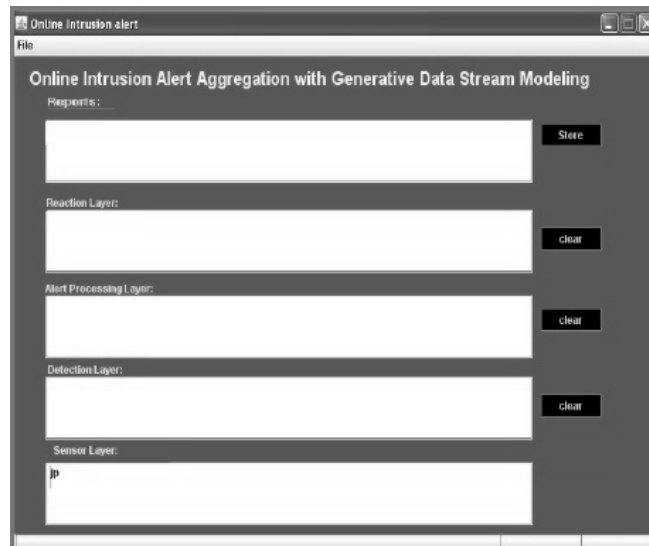 Online Intrusion alert
File
Online Intrusion Alert Aggregation with Generative Data Stream Modeling
Reports:
Store
Reaction Layer:
clear
Alert Processing Layer:
clear
Detection Layer:
clear
Sensor Layer:
jp